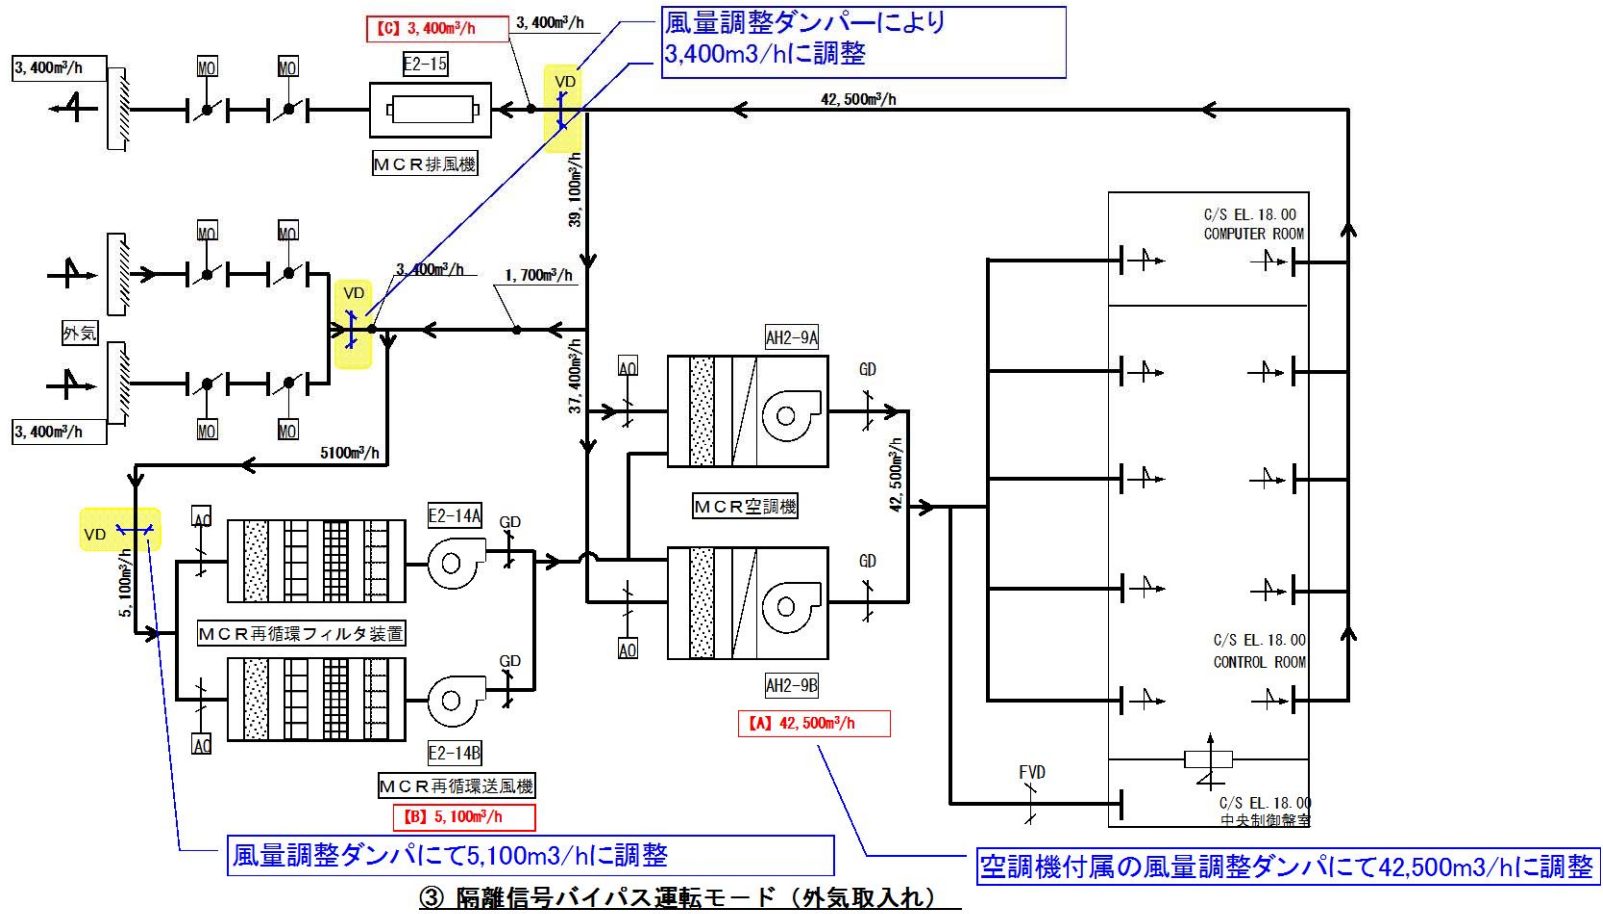 【C】3,400m³/h
3,400m³/h
風量調整ダンパーにより
3,400m3/hに調整
3,400m³/h
MO
MO
E2-15
VD
42,500m³/h
MCR排風機
39,100m³/h
MO
MO
C/S EL.18.00
COMPUTER ROOM
3,400m³/h
1,700m³/h
VD
外気
AH2-9A
AO
GD
37,400m³/h
3,400m³/h
MO
MO
5100m³/h
42,500m³/h
MCR空調機
VD
AO
E2-14A
GD
GD
5,100m³/h
MCR再循環フィルタ装置
AO
C/S EL.18.00
CONTROL ROOM
GD
AH2-9B
【A】42,500m³/h
AO
E2-14B
MCR再循環送風機
FVD
【B】5,100m³/h
C/S EL.18.00
中央制御盤室
風量調整ダンパにて5,100m3/hに調整
空調機付属の風量調整ダンパにて42,500m3/hに調整
③ 隔離信号バイパス運転モード（外気取入れ）